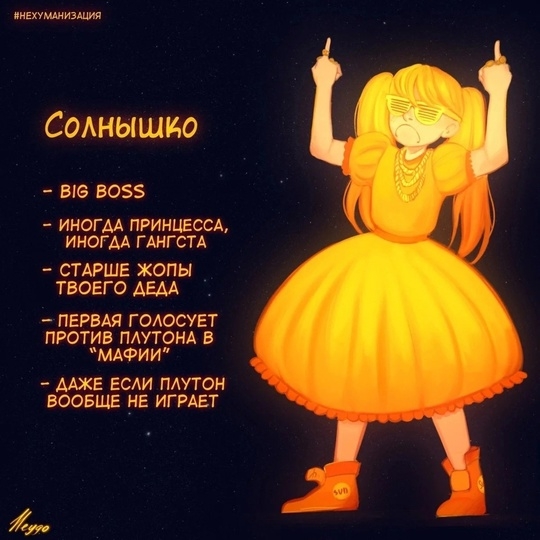 #НЕХУМАНИЗАЦИЯ
Солнышко
– BIG BOSS
– ИНОГДА ПРИНЦЕССА,
ИНОГДА ГАНГСТА
– СТАРШЕ ЖОПЫ
ТВОЕГО ДЕДА
– ПЕРВАЯ ГОЛОСУЕТ
ПРОТИВ ПЛУТОНА В
“МАФИИ”
– ДАЖЕ ЕСЛИ ПЛУТОН
ВООБЩЕ НЕ ИГРАЕТ
SUN